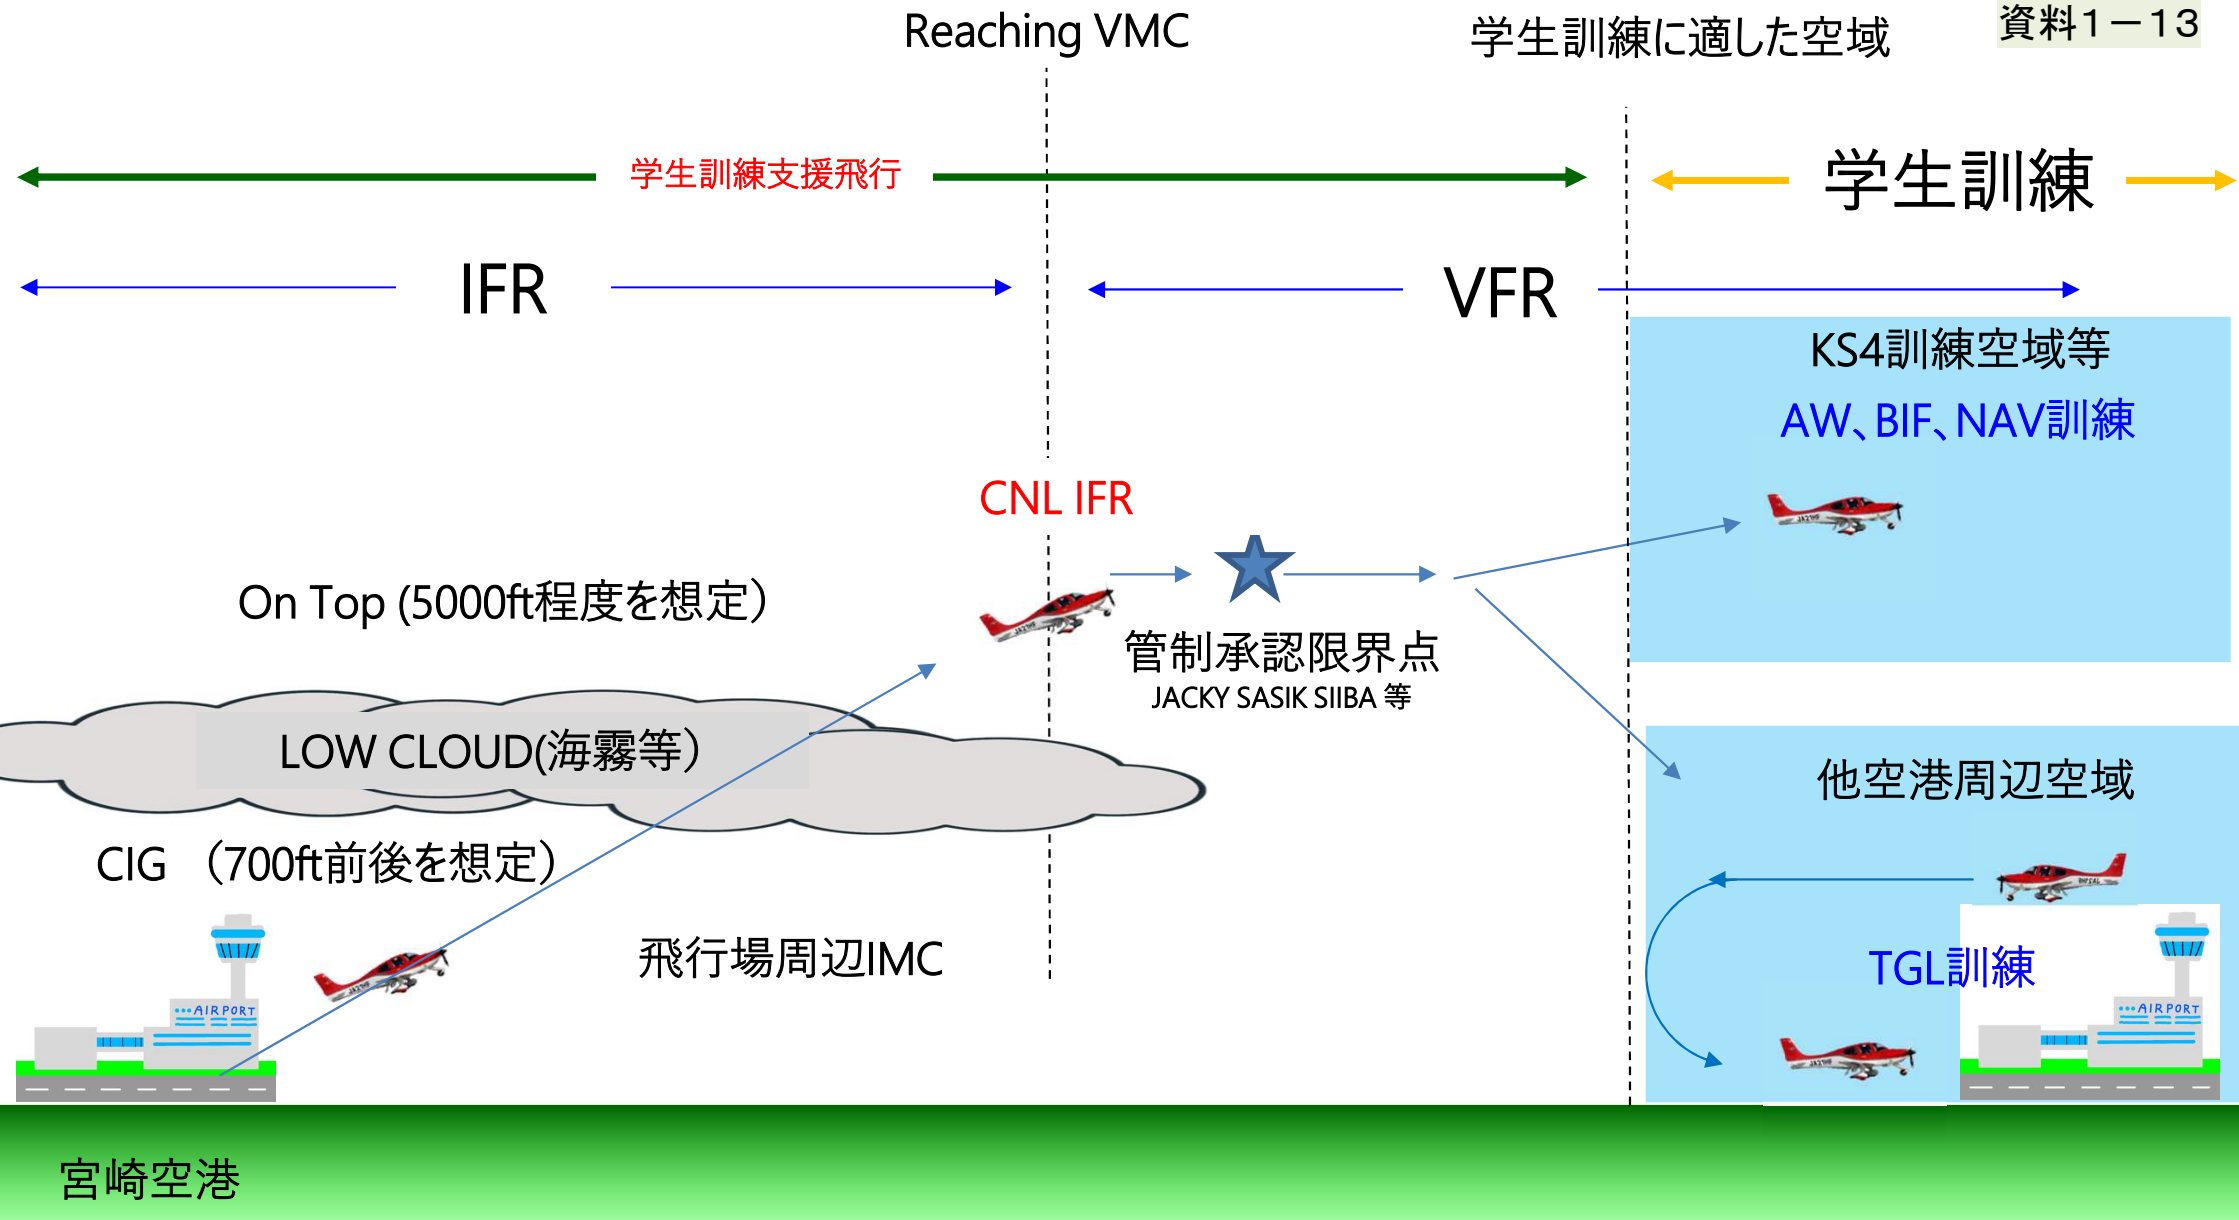 資料１－１３
Reaching VMC
学生訓練に適した空域
学生訓練支援飛行
学生訓練
IFR
VFR
KS4訓練空域等
AW、BIF、NAV訓練
CNL IFR
On Top (5000ft程度を想定）
管制承認限界点
JACKY SASIK SIIBA 等
LOW CLOUD(海霧等）
他空港周辺空域
CIG （700ft前後を想定）
飛行場周辺IMC
TGL訓練
AIRPORT
AIRPORT
宮崎空港